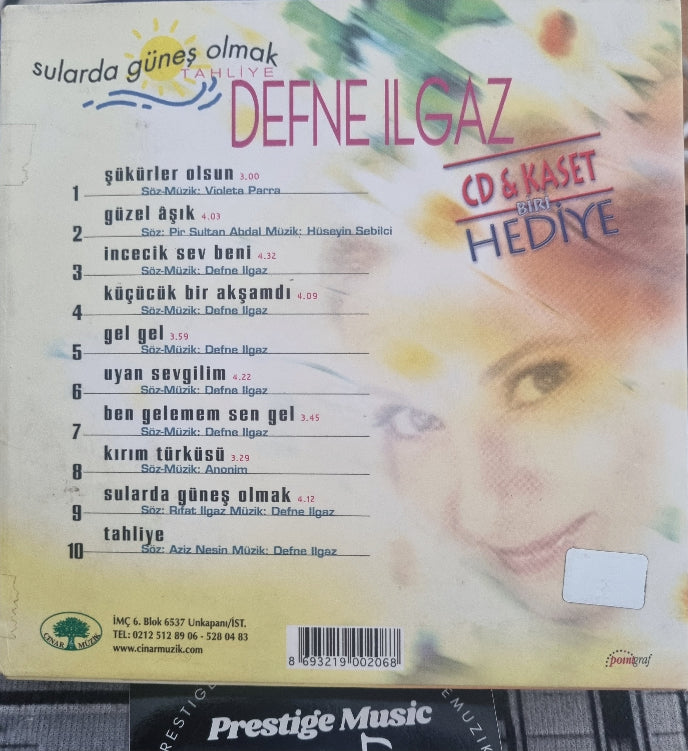 sularda güneş olmak
TAHLİYE
DEFNE ILGAZ
CD & KASET
BİRİ
HEDİYE
1 şükürler olsun 3.00
Söz-Müzik: Violeta Parra
2 güzel âşık 4.03
Söz: Pir Sultan Abdal Müzik: Hüseyin Sebilci
3 incecik sev beni 4.32
Söz-Müzik: Defne Ilgaz
4 küçücük bir akşamdı 4.09
Söz-Müzik: Defne Ilgaz
5 gel gel 3.59
Söz-Müzik: Defne Ilgaz
6 uyan sevgilim 4.22
Söz-Müzik: Defne Ilgaz
7 ben gelemem sen gel 3.45
Söz-Müzik: Defne Ilgaz
8 kırım türküsü 3.29
Söz-Müzik: Anonim
9 sularda güneş olmak 4.12
Söz: Rıfat Ilgaz Müzik: Defne Ilgaz
10 tahliye
Söz: Aziz Nesin Müzik: Defne Ilgaz
ÇINAR MÜZİK
İMÇ 6. Blok 6537 Unkapanı/İST.
TEL: 0212 512 89 06 - 528 04 83
www.cinarmuzik.com
8 693219 002068
pointgraf
Prestige Music